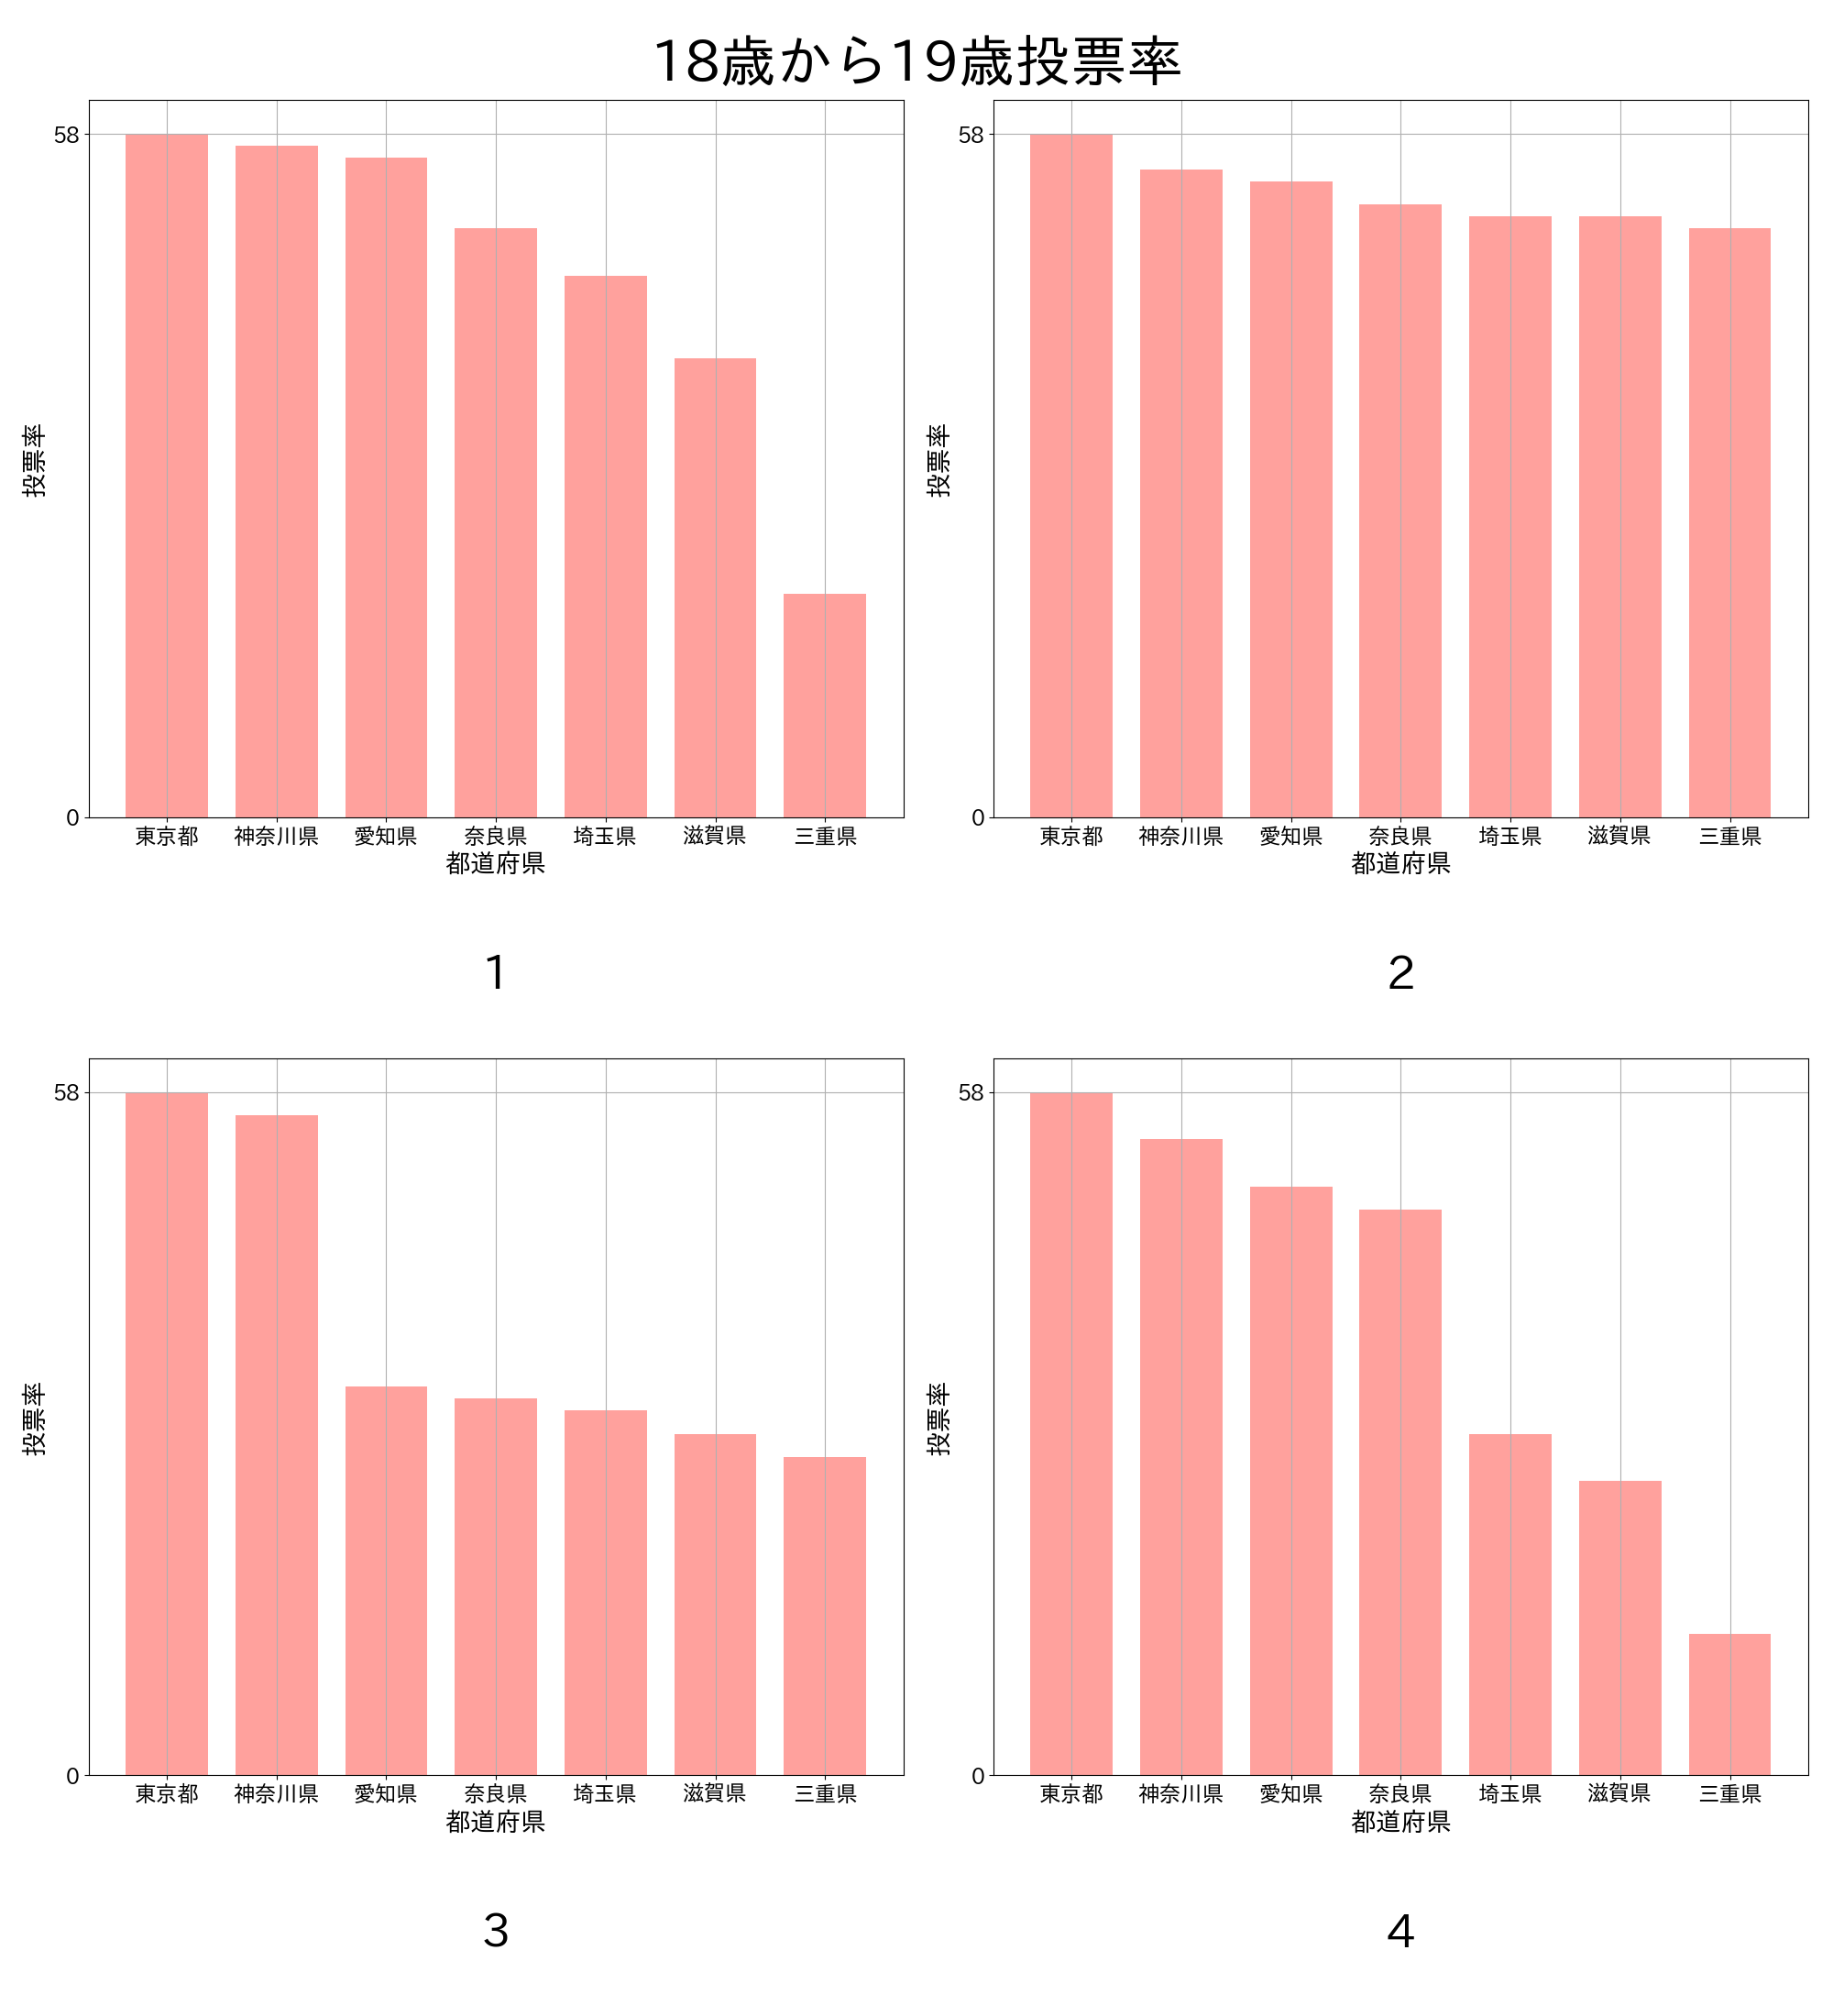 18歳から19歳投票率
58
0
投票率
東京都 神奈川県 愛知県 奈良県 埼玉県 滋賀県 三重県
都道府県
1
58
0
投票率
東京都 神奈川県 愛知県 奈良県 埼玉県 滋賀県 三重県
都道府県
2
58
0
投票率
東京都 神奈川県 愛知県 奈良県 埼玉県 滋賀県 三重県
都道府県
3
58
0
投票率
東京都 神奈川県 愛知県 奈良県 埼玉県 滋賀県 三重県
都道府県
4